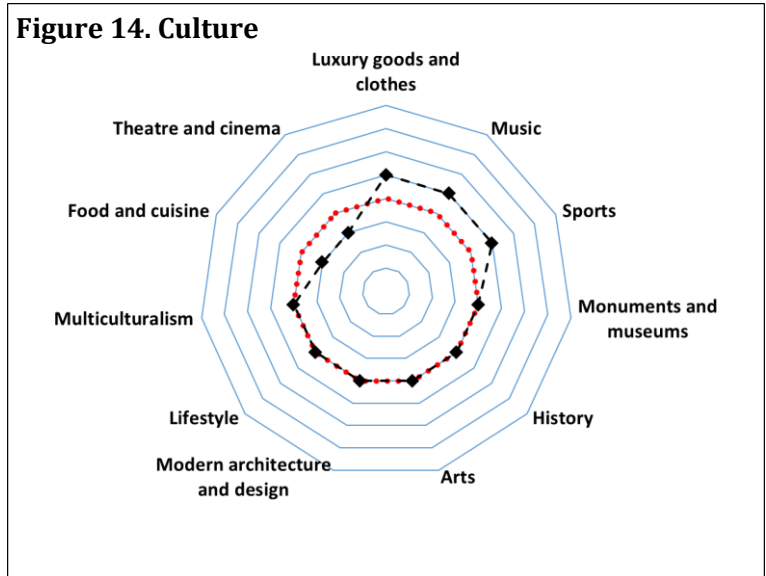 Figure 14. Culture
Luxury goods and
clothes
Theatre and cinema
Music
Food and cuisine
Sports
Multiculturalism
Monuments and
museums
Lifestyle
History
Modern architecture
and design
Arts